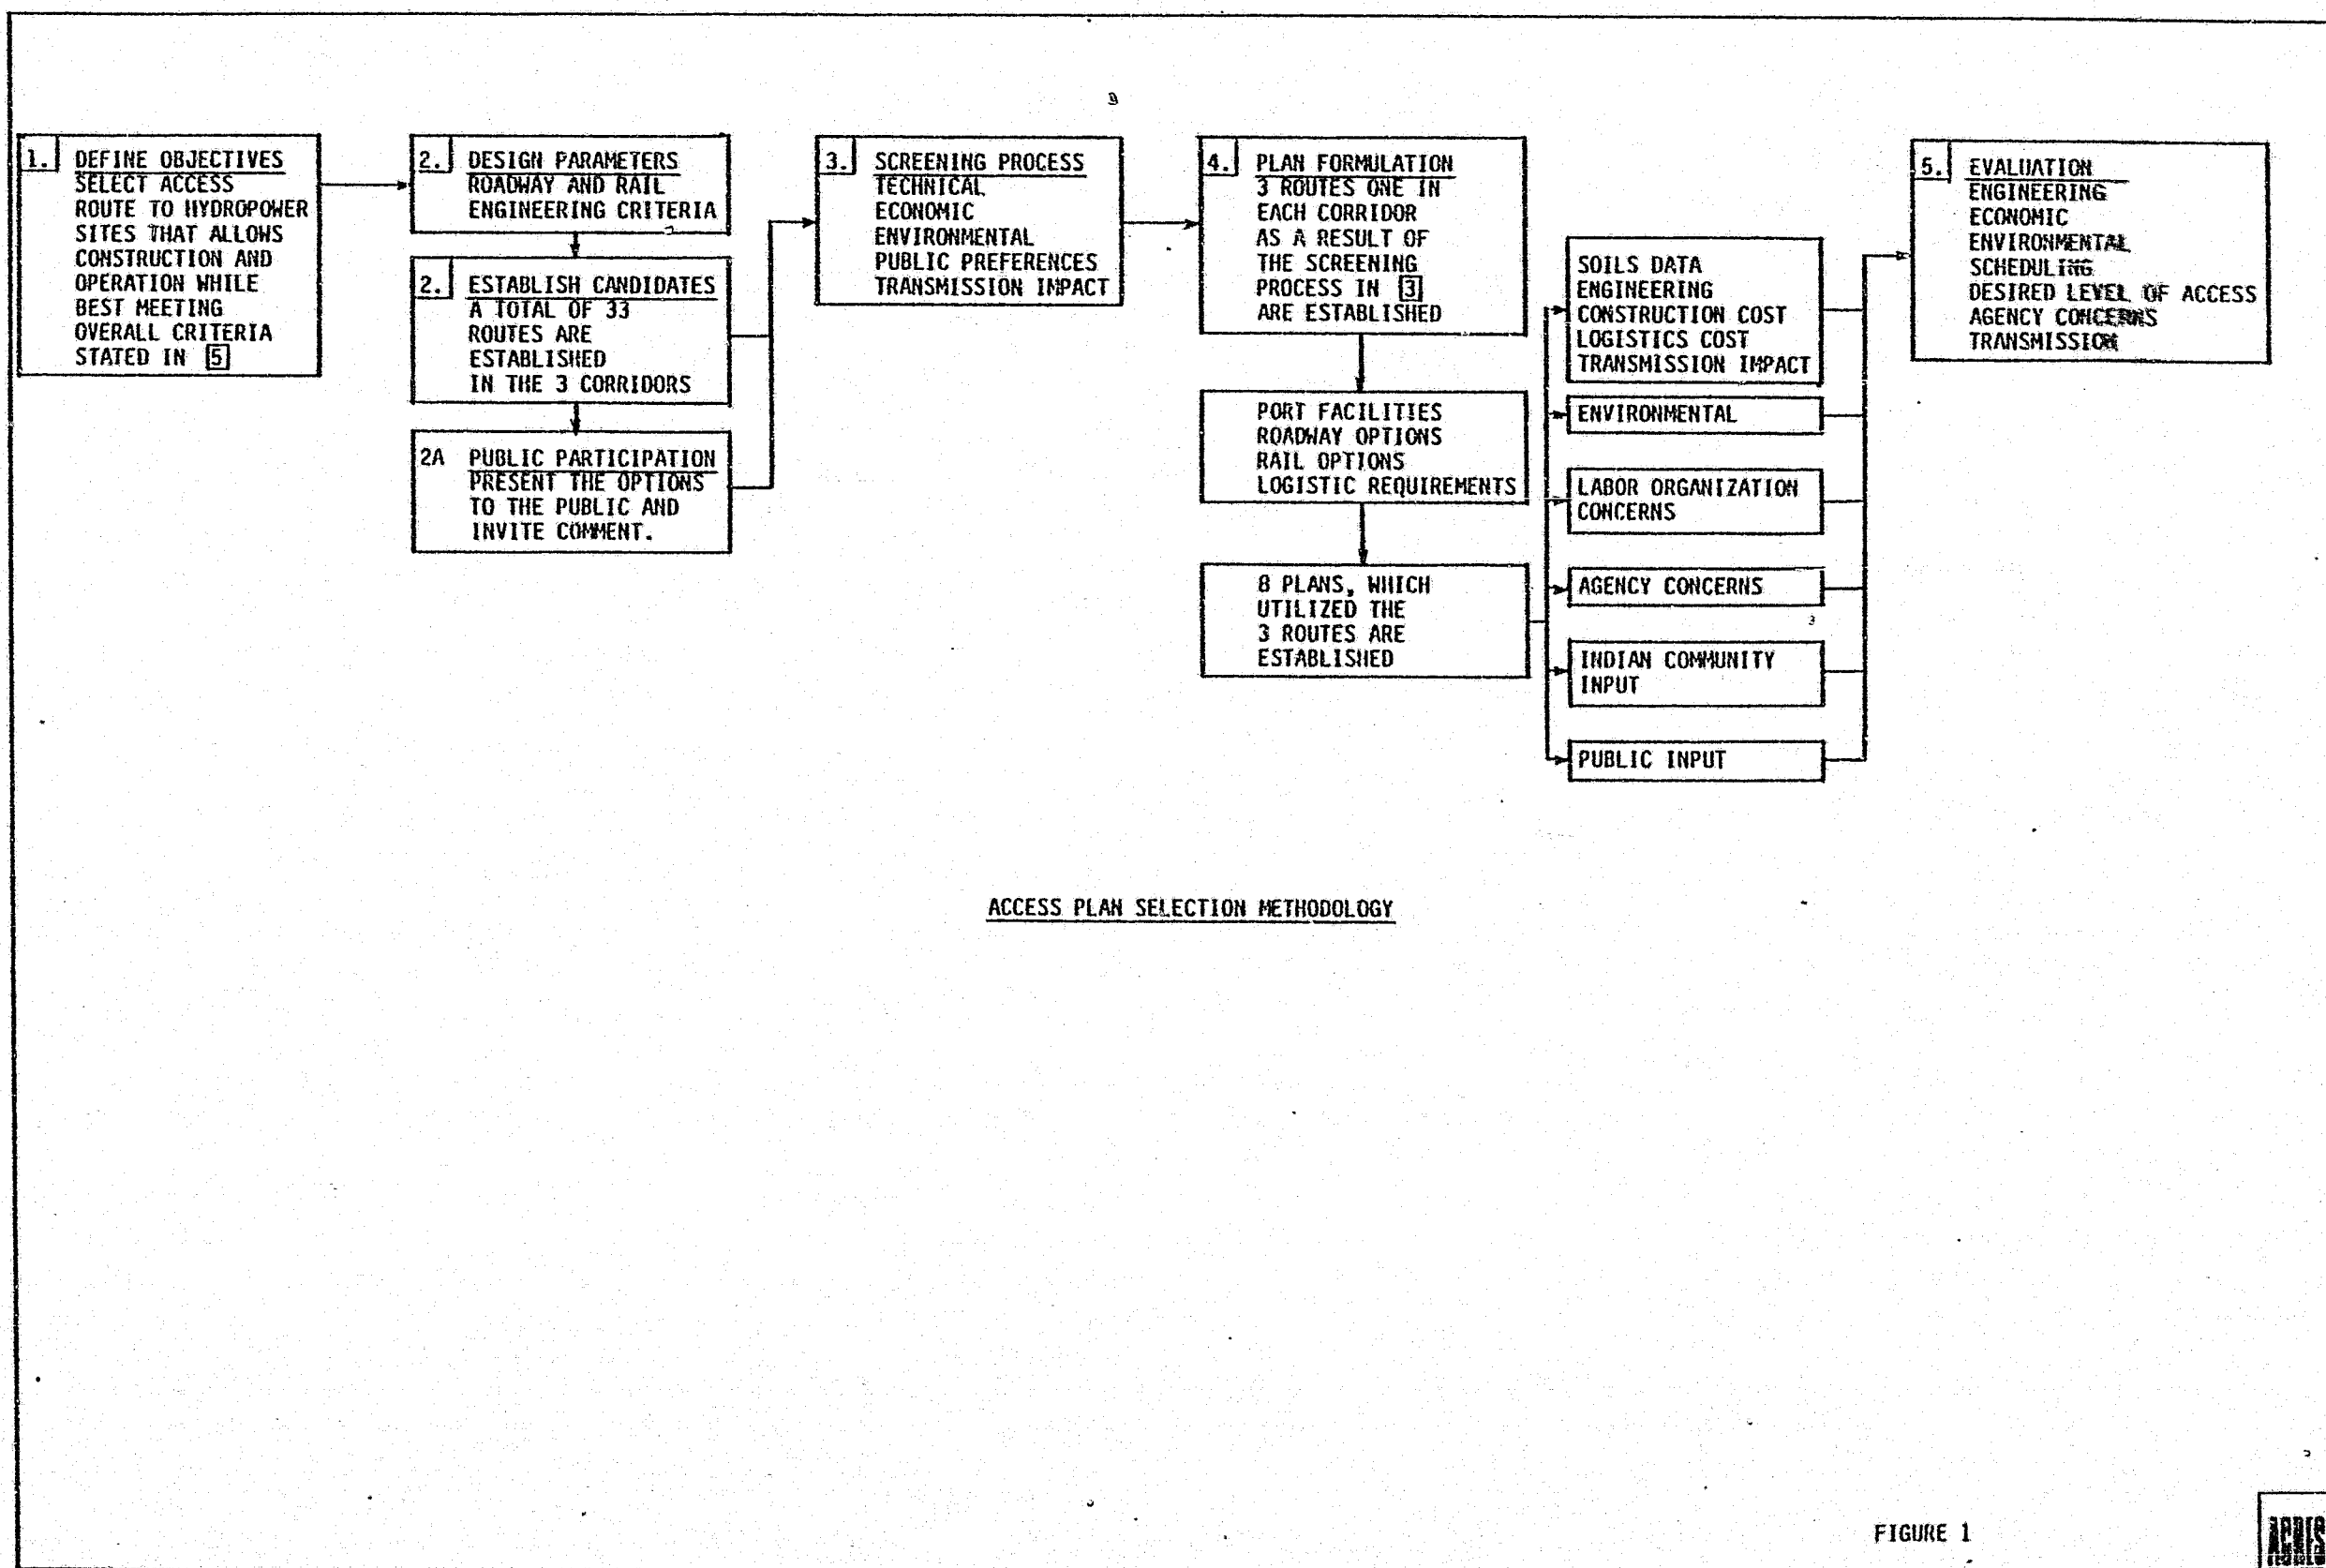 1. DEFINE OBJECTIVES
SELECT ACCESS
ROUTE TO HYDROPOWER
SITES THAT ALLOWS
CONSTRUCTION AND
OPERATION WHILE
BEST MEETING
OVERALL CRITERIA
STATED IN 5
2. DESIGN PARAMETERS
ROADWAY AND RAIL
ENGINEERING CRITERIA
2. ESTABLISH CANDIDATES
A TOTAL OF 33
ROUTES ARE
ESTABLISHED
IN THE 3 CORRIDORS
2A PUBLIC PARTICIPATION
PRESENT THE OPTIONS
TO THE PUBLIC AND
INVITE COMMENT.
3. SCREENING PROCESS
TECHNICAL
ECONOMIC
ENVIRONMENTAL
PUBLIC PREFERENCES
TRANSMISSION IMPACT
4. PLAN FORMULATION
3 ROUTES ONE IN
EACH CORRIDOR
AS A RESULT OF
THE SCREENING
PROCESS IN 3
ARE ESTABLISHED
PORT FACILITIES
ROADWAY OPTIONS
RAIL OPTIONS
LOGISTIC REQUIREMENTS
8 PLANS, WHICH
UTILIZED THE
3 ROUTES ARE
ESTABLISHED
SOILS DATA
ENGINEERING
CONSTRUCTION COST
LOGISTICS COST
TRANSMISSION IMPACT
ENVIRONMENTAL
LABOR ORGANIZATION
CONCERNS
AGENCY CONCERNS
INDIAN COMMUNITY
INPUT
PUBLIC INPUT
5. EVALUATION
ENGINEERING
ECONOMIC
ENVIRONMENTAL
SCHEDULING
DESIRED LEVEL OF ACCESS
AGENCY CONCERNS
TRANSMISSION
ACCESS PLAN SELECTION METHODOLOGY
FIGURE 1
ACRES